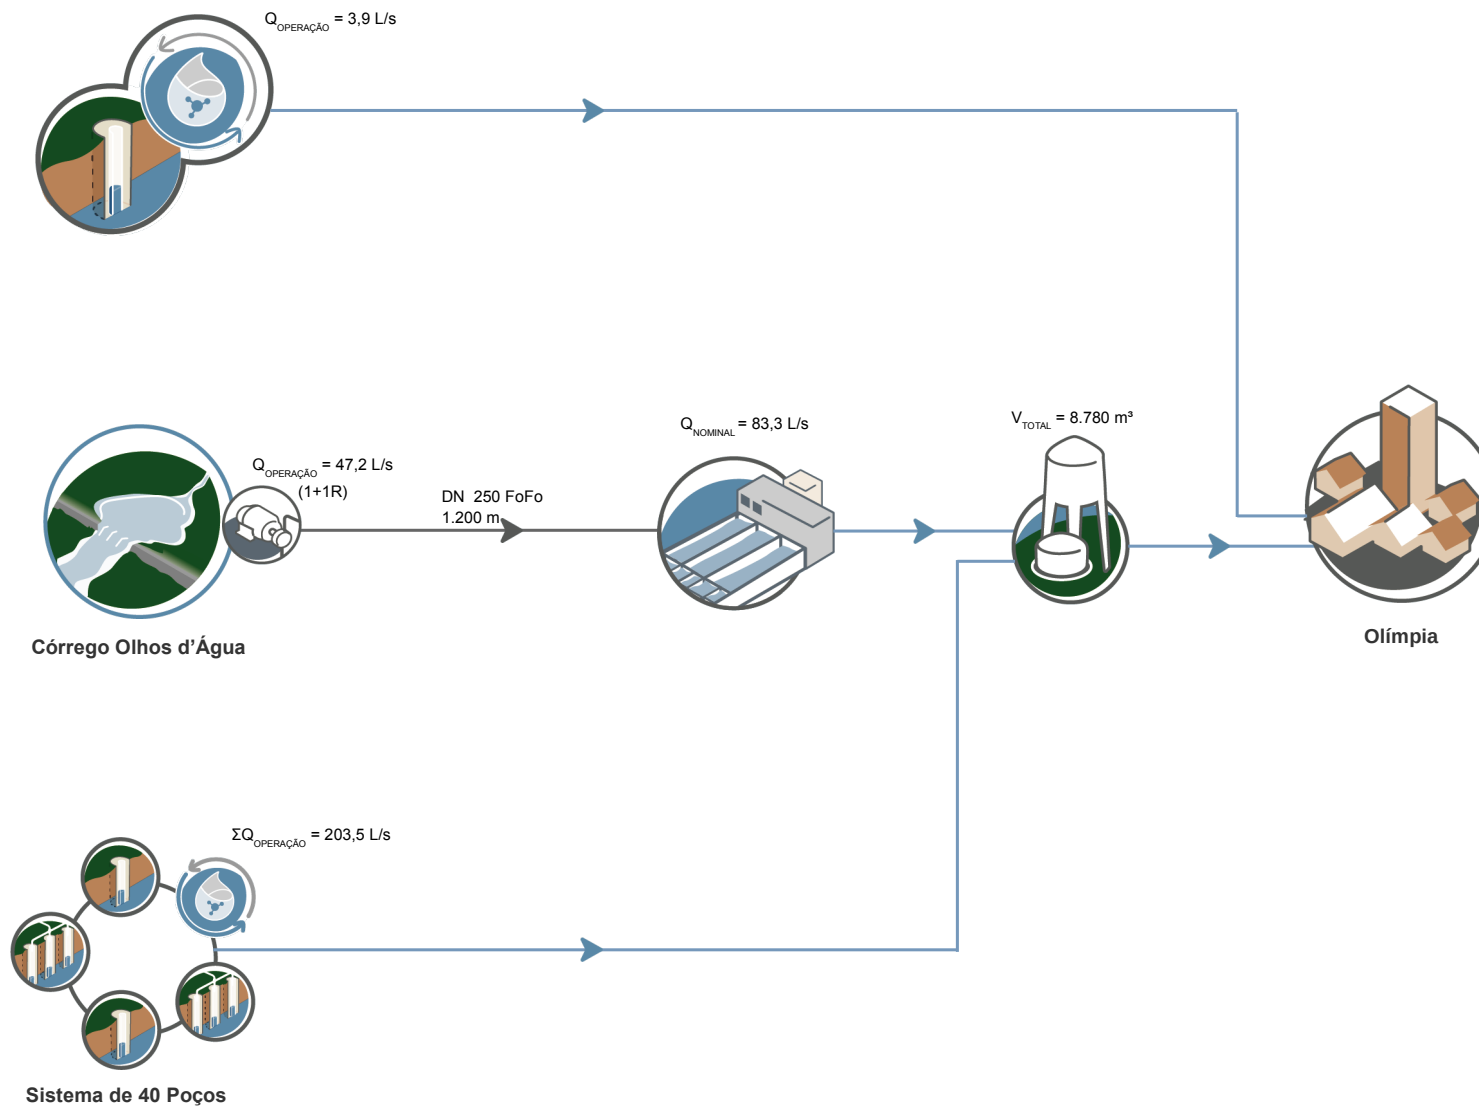 QOPERAÇÃO = 3,9 L/s
QNOMINAL = 83,3 L/s
VTOTAL = 8.780 m³
QOPERAÇÃO = 47,2 L/s
(1+1R)
DN 250 FoFo
1.200 m
Córrego Olhos d'Água
Olímpia
ΣQOPERAÇÃO = 203,5 L/s
Sistema de 40 Poços